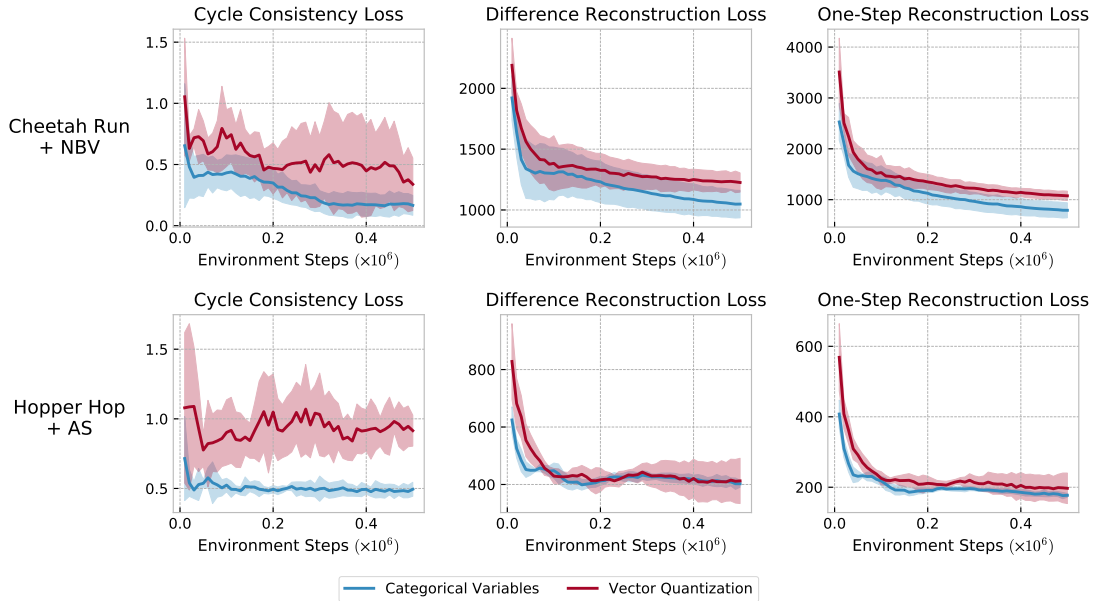 Cycle Consistency Loss
Difference Reconstruction Loss
One-Step Reconstruction Loss
Cheetah Run
+ NBV
1.5
1.0
0.5
0.0
0.0 0.2 0.4
Environment Steps (×10⁶)
2000
1500
1000
0.0 0.2 0.4
Environment Steps (×10⁶)
4000
3000
2000
1000
0.0 0.2 0.4
Environment Steps (×10⁶)
Cycle Consistency Loss
Difference Reconstruction Loss
One-Step Reconstruction Loss
Hopper Hop
+ AS
1.5
1.0
0.5
0.0 0.2 0.4
Environment Steps (×10⁶)
800
600
400
0.0 0.2 0.4
Environment Steps (×10⁶)
600
400
200
0.0 0.2 0.4
Environment Steps (×10⁶)
Categorical Variables
Vector Quantization